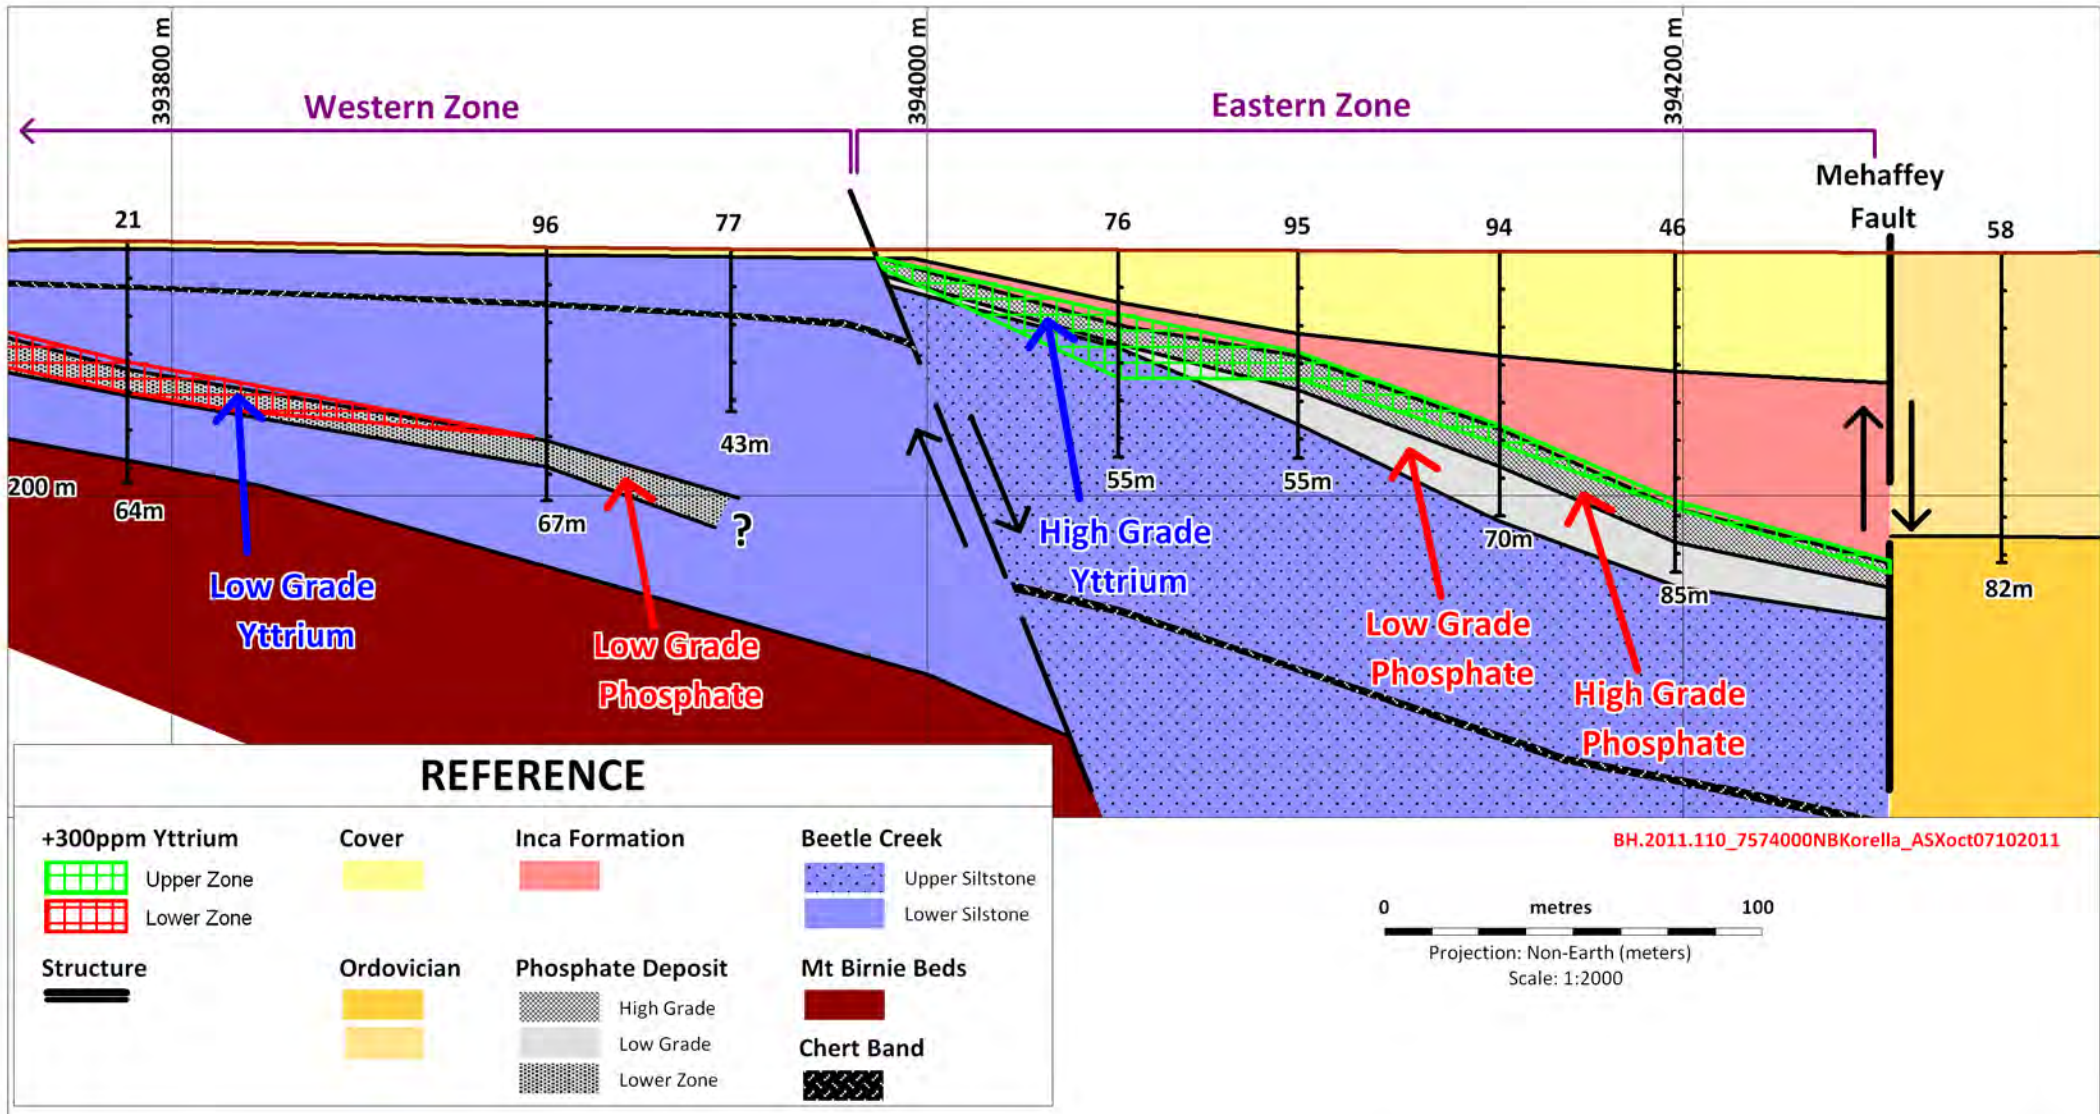 393800 m
394000 m
394200 m
Western Zone
Eastern Zone
Mehaffey
Fault
21
96
77
76
95
94
46
58
43m
200 m
64m
67m
?
55m
55m
70m
85m
82m
High Grade
Yttrium
Low Grade
Yttrium
Low Grade
Phosphate
Low Grade
Phosphate
High Grade
Phosphate
REFERENCE
+300ppm Yttrium
Upper Zone
Lower Zone
Structure
Cover
Ordovician
Inca Formation
Phosphate Deposit
High Grade
Low Grade
Lower Zone
Beetle Creek
Upper Siltstone
Lower Silstone
Mt Birnie Beds
Chert Band
BH.2011.110_7574000NBKorella_ASXoct07102011
0 metres 100
Projection: Non-Earth (meters)
Scale: 1:2000